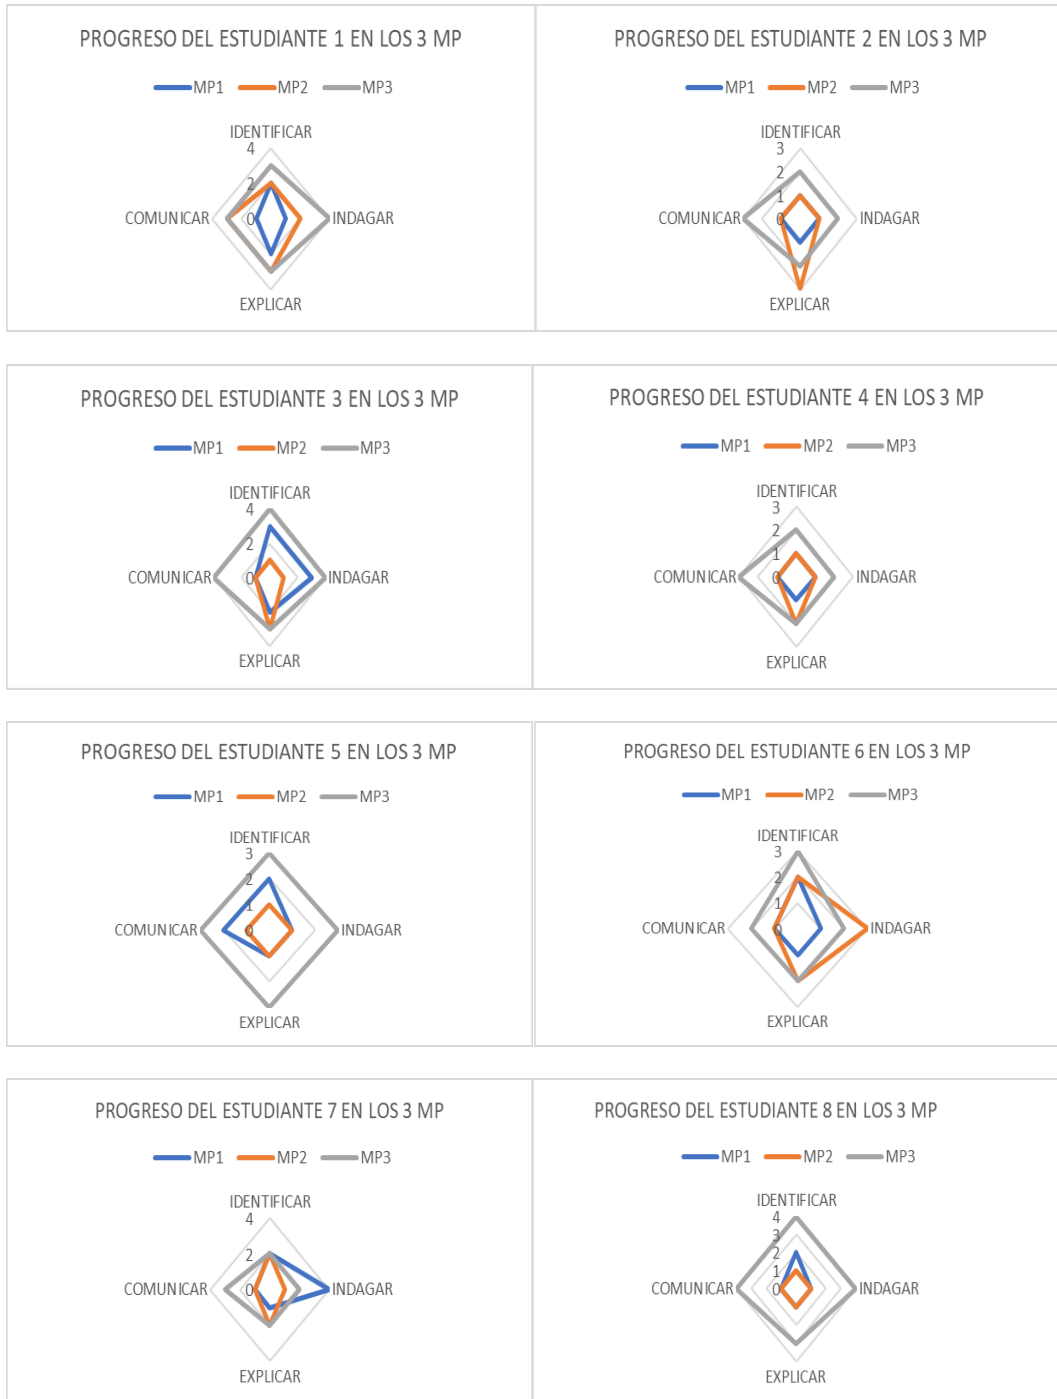 PROGRESO DEL ESTUDIANTE 1 EN LOS 3 MP
MP1 MP2 MP3
IDENTIFICAR
4
2
COMUNICAR 0 INDAGAR
EXPLICAR
PROGRESO DEL ESTUDIANTE 2 EN LOS 3 MP
MP1 MP2 MP3
IDENTIFICAR
3
2
1
COMUNICAR 0 INDAGAR
EXPLICAR
PROGRESO DEL ESTUDIANTE 3 EN LOS 3 MP
MP1 MP2 MP3
IDENTIFICAR
4
2
COMUNICAR 0 INDAGAR
EXPLICAR
PROGRESO DEL ESTUDIANTE 4 EN LOS 3 MP
MP1 MP2 MP3
IDENTIFICAR
3
2
1
COMUNICAR 0 INDAGAR
EXPLICAR
PROGRESO DEL ESTUDIANTE 5 EN LOS 3 MP
MP1 MP2 MP3
IDENTIFICAR
3
2
1
COMUNICAR 0 INDAGAR
EXPLICAR
PROGRESO DEL ESTUDIANTE 6 EN LOS 3 MP
MP1 MP2 MP3
IDENTIFICAR
3
2
1
COMUNICAR 0 INDAGAR
EXPLICAR
PROGRESO DEL ESTUDIANTE 7 EN LOS 3 MP
MP1 MP2 MP3
IDENTIFICAR
4
2
COMUNICAR 0 INDAGAR
EXPLICAR
PROGRESO DEL ESTUDIANTE 8 EN LOS 3 MP
MP1 MP2 MP3
IDENTIFICAR
4
3
2
1
COMUNICAR 0 INDAGAR
EXPLICAR